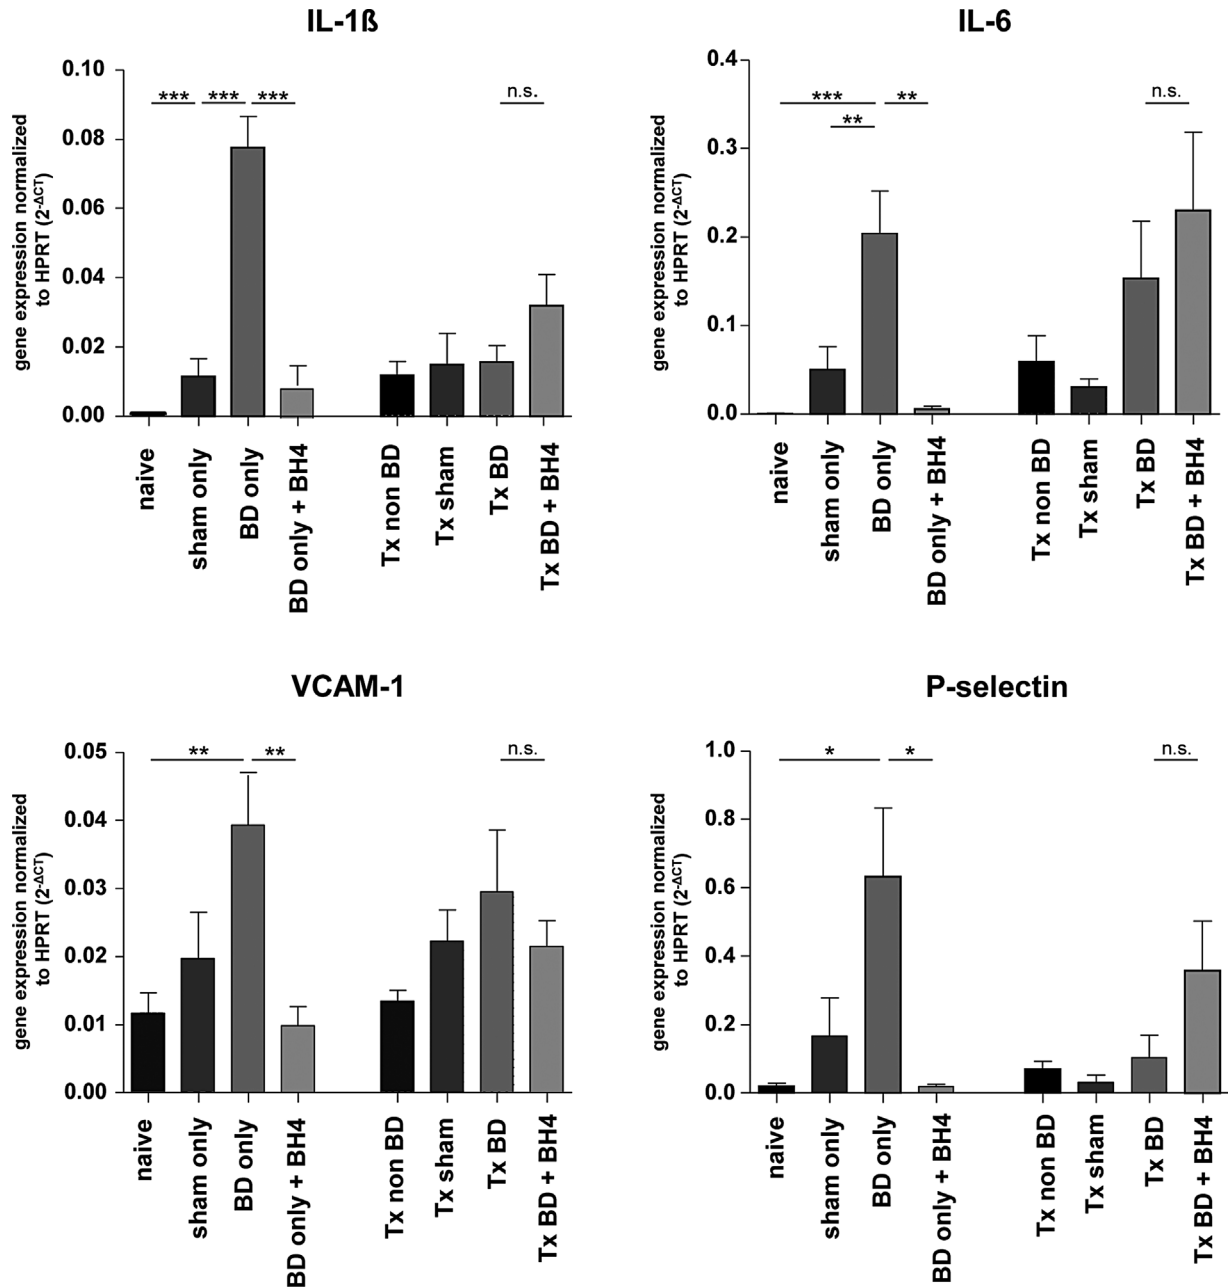 IL-1ß
gene expression normalized
to HPRT (2-ΔCT)
0.10
0.08
0.06
0.04
0.02
0.00
*** *** ***
n.s.
naive
sham only
BD only
BD only + BH4
Tx non BD
Tx sham
Tx BD
Tx BD + BH4
IL-6
gene expression normalized
to HPRT (2-ΔCT)
0.4
0.3
0.2
0.1
0.0
*** **
**
n.s.
naive
sham only
BD only
BD only + BH4
Tx non BD
Tx sham
Tx BD
Tx BD + BH4
VCAM-1
gene expression normalized
to HPRT (2-ΔCT)
0.05
0.04
0.03
0.02
0.01
0.00
** **
n.s.
naive
sham only
BD only
BD only + BH4
Tx non BD
Tx sham
Tx BD
Tx BD + BH4
P-selectin
gene expression normalized
to HPRT (2-ΔCT)
1.0
0.8
0.6
0.4
0.2
0.0
* *
n.s.
naive
sham only
BD only
BD only + BH4
Tx non BD
Tx sham
Tx BD
Tx BD + BH4